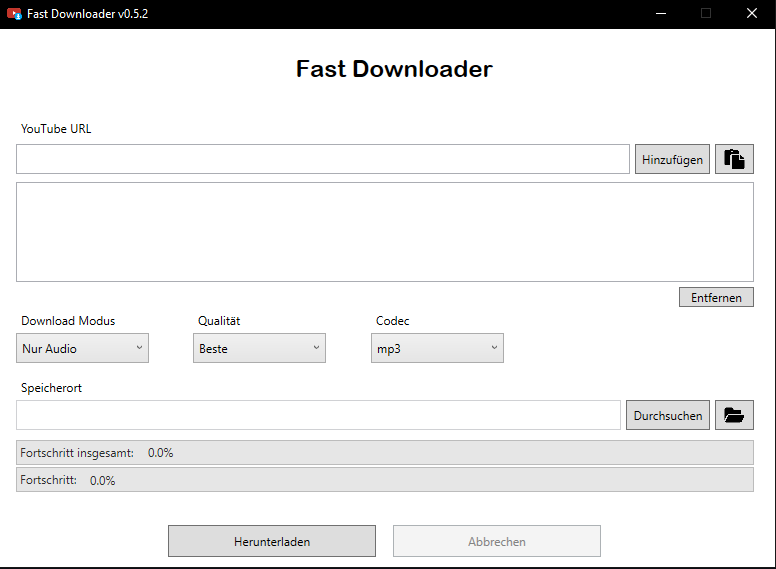 Fast Downloader v0.5.2
Fast Downloader
YouTube URL
Hinzufügen
Entfernen
Download Modus Qualität Codec
Nur Audio Beste mp3
Speicherort
Durchsuchen
Fortschritt insgesamt: 0.0%
Fortschritt: 0.0%
Herunterladen Abbrechen